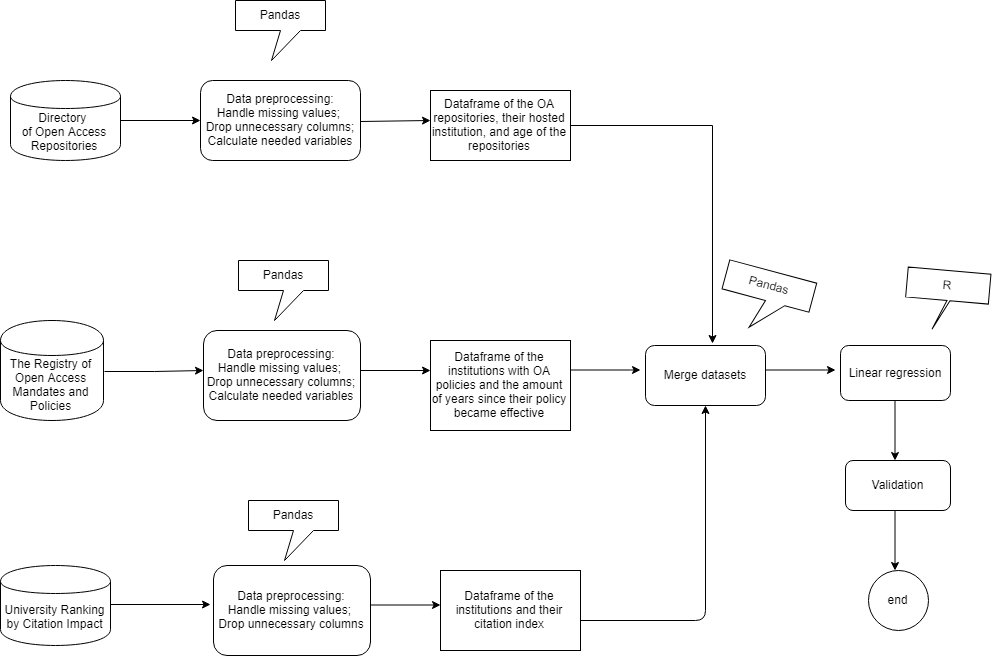 Pandas
Directory
of Open Access
Repositories
Data preprocessing:
Handle missing values;
Drop unnecessary columns;
Calculate needed variables
Dataframe of the OA
repositories, their hosted
institution, and age of the
repositories
Pandas
The Registry of
Open Access
Mandates and
Policies
Data preprocessing:
Handle missing values;
Drop unnecessary columns;
Calculate needed variables
Dataframe of the
institutions with OA
policies and the amount
of years since their policy
became effective
Pandas
Merge datasets
R
Linear regression
Validation
end
Pandas
University Ranking
by Citation Impact
Data preprocessing:
Handle missing values;
Drop unnecessary columns
Dataframe of the
institutions and their
citation index